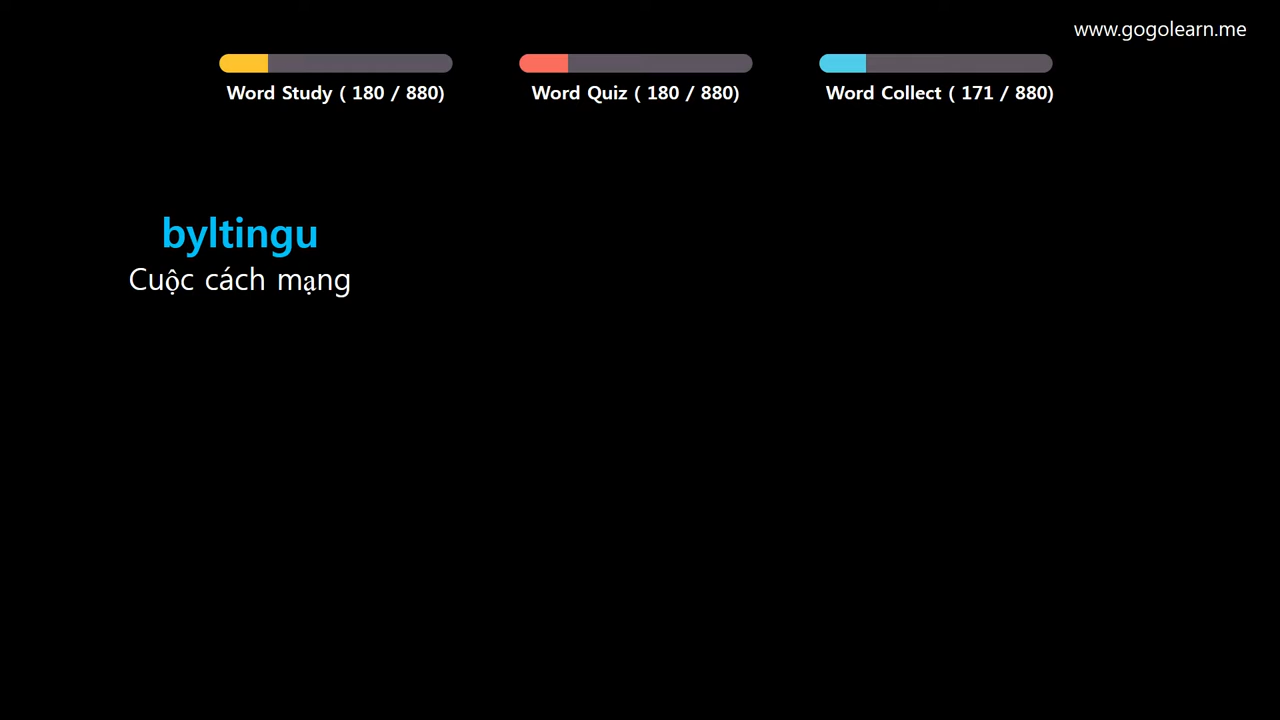 www.gogolearn.me
Word Study ( 180 / 880)
Word Quiz ( 180 / 880)
Word Collect ( 171 / 880)
byltingu
Cuộc cách mạng